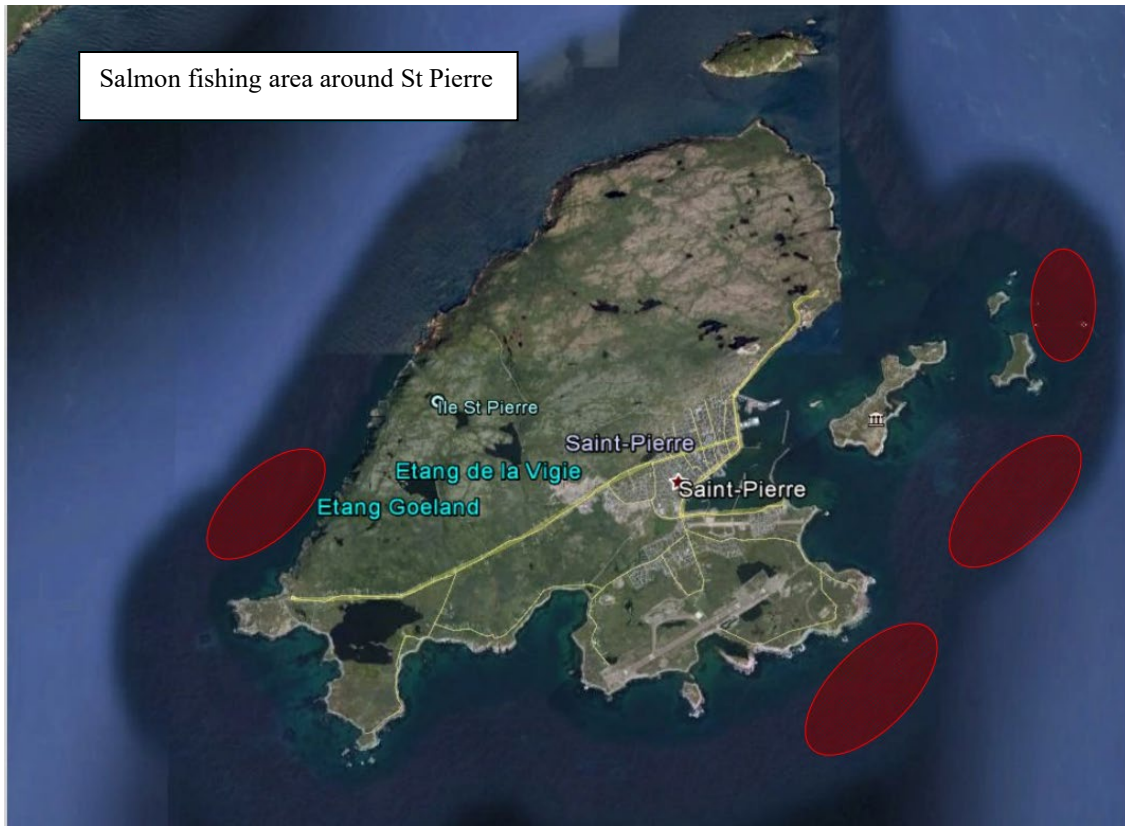 Salmon fishing area around St Pierre
Ile St Pierre
Saint-Pierre
Etang de la Vigie
Saint-Pierre
Etang Goeland